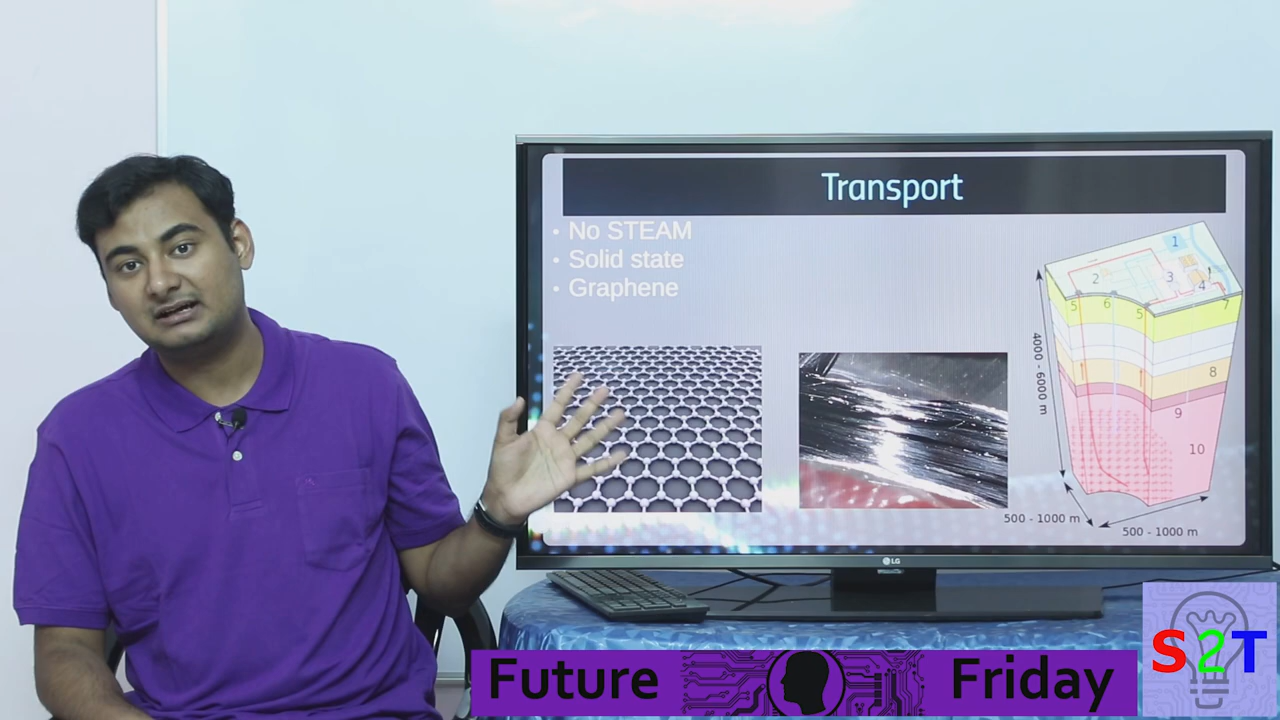 Transport
• No STEAM
• Solid state
• Graphene
1
2
3
4
5
6
5
7
8
9
10
4000 - 6000 m
500 - 1000 m
500 - 1000 m
LG
Future Friday
S2T